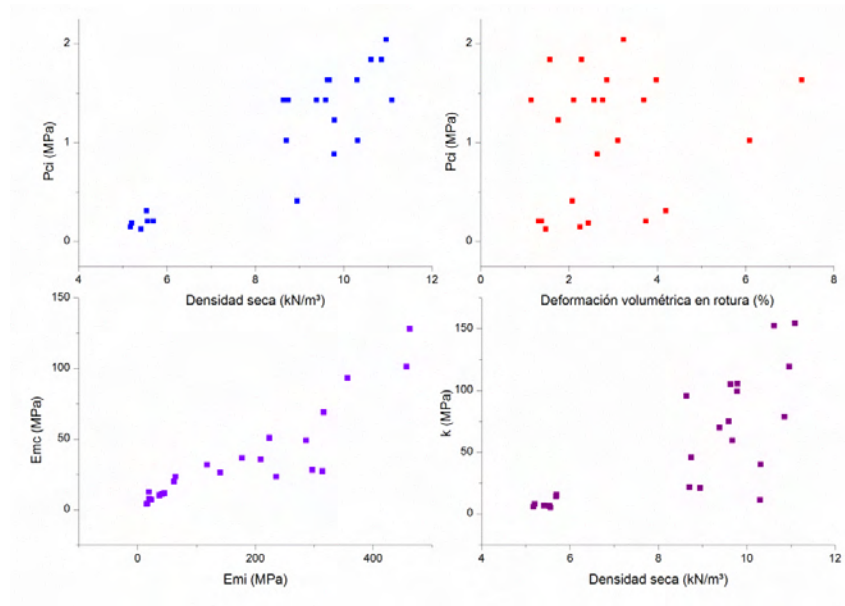 2
1
0
Pci (MPa)
4 6 8 10 12
Densidad seca (kN/m³)
2
1
0
Pci (MPa)
0 2 4 6 8
Deformación volumétrica en rotura (%)
150
100
50
0
Emc (MPa)
0 200 400
Emi (MPa)
150
100
50
0
k (MPa)
4 6 8 10 12
Densidad seca (kN/m³)